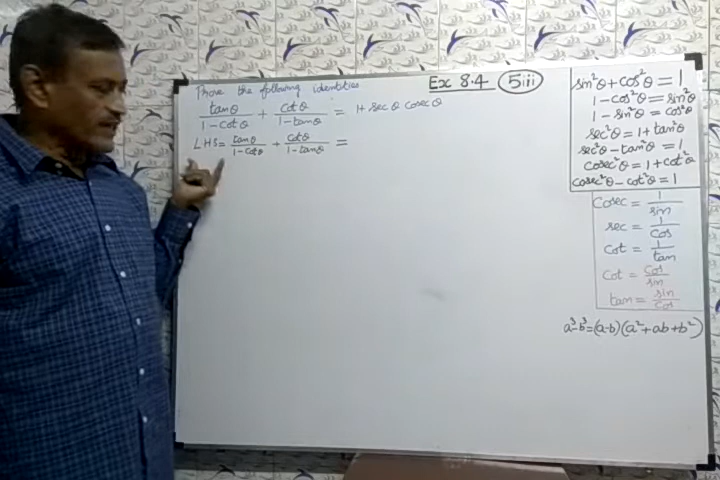 Prove the following identities
Ex 8.4 5iii
tanθ/1-cotθ + cotθ/1-tanθ = 1+ secθ cosecθ
LHS= tanθ/1-cotθ + cotθ/1-tanθ =
sin²θ+cos²θ = 1
1-cos²θ = sin²θ
1-sin²θ = cos²θ
sec²θ = 1+tan²θ
sec²θ-tan²θ = 1
cosec²θ = 1+cot²θ
cosec²θ-cot²θ = 1
Cosec = 1/sin
sec = 1/cos
cot = 1/tan
cot = cos/sin
tan = sin/cos
a³-b³=(a-b)(a²+ab+b²)